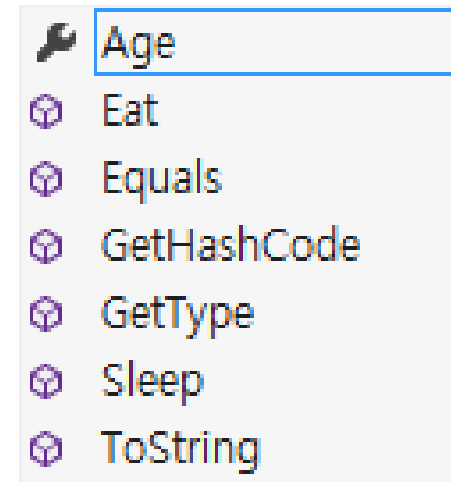 Age
Eat
Equals
GetHashCode
GetType
Sleep
ToString